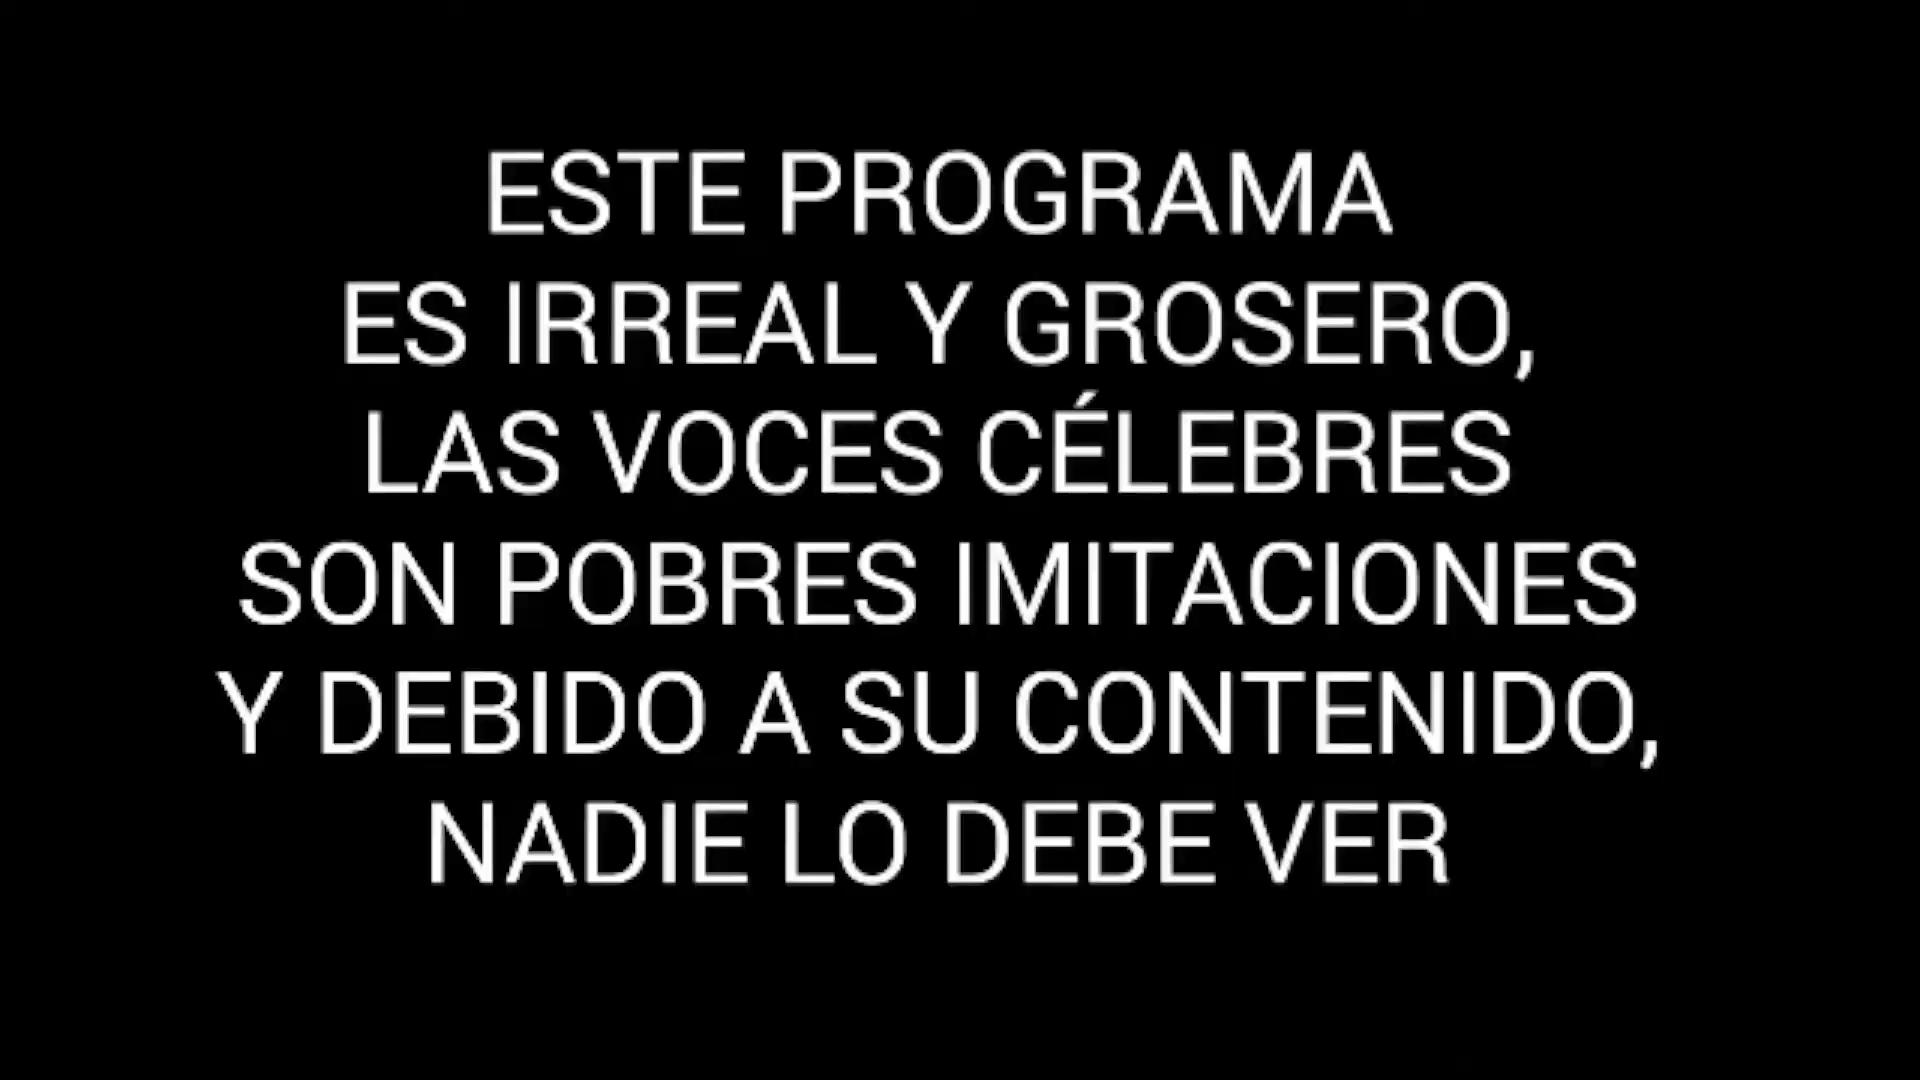 ESTE PROGRAMA
ES IRREAL Y GROSERO,
LAS VOCES CÉLEBRES
SON POBRES IMITACIONES
Y DEBIDO A SU CONTENIDO,
NADIE LO DEBE VER